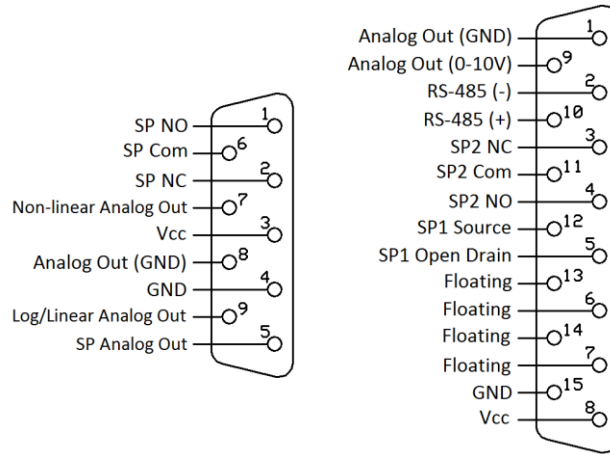 SP NO 1
SP Com 6
SP NC 2
Non-linear Analog Out 7
Vcc 3
Analog Out (GND) 8
GND 4
Log/Linear Analog Out 9
SP Analog Out 5
Analog Out (GND) 1
Analog Out (0-10V) 9
RS-485 (-) 2
RS-485 (+) 10
SP2 NC 3
SP2 Com 11
SP2 NO 4
SP1 Source 12
SP1 Open Drain 5
Floating 13
Floating 6
Floating 14
Floating 7
GND 15
Vcc 8